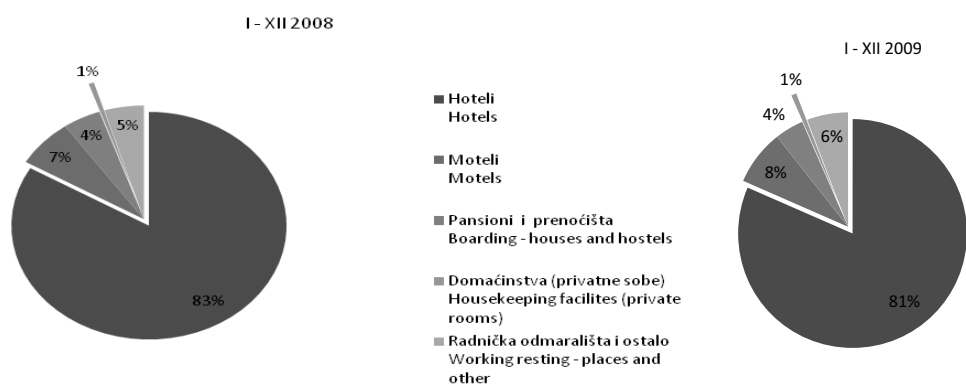 I - XII 2008
1%
5%
4%
7%
83%
Hoteli
Hotels
Moteli
Motels
Pansioni i prenoćišta
Boarding - houses and hostels
Domaćinstva (privatne sobe)
Housekeeping facilites (private
rooms)
Radnička odmarališta i ostalo
Working resting - places and
other
I - XII 2009
1%
4%
6%
8%
81%